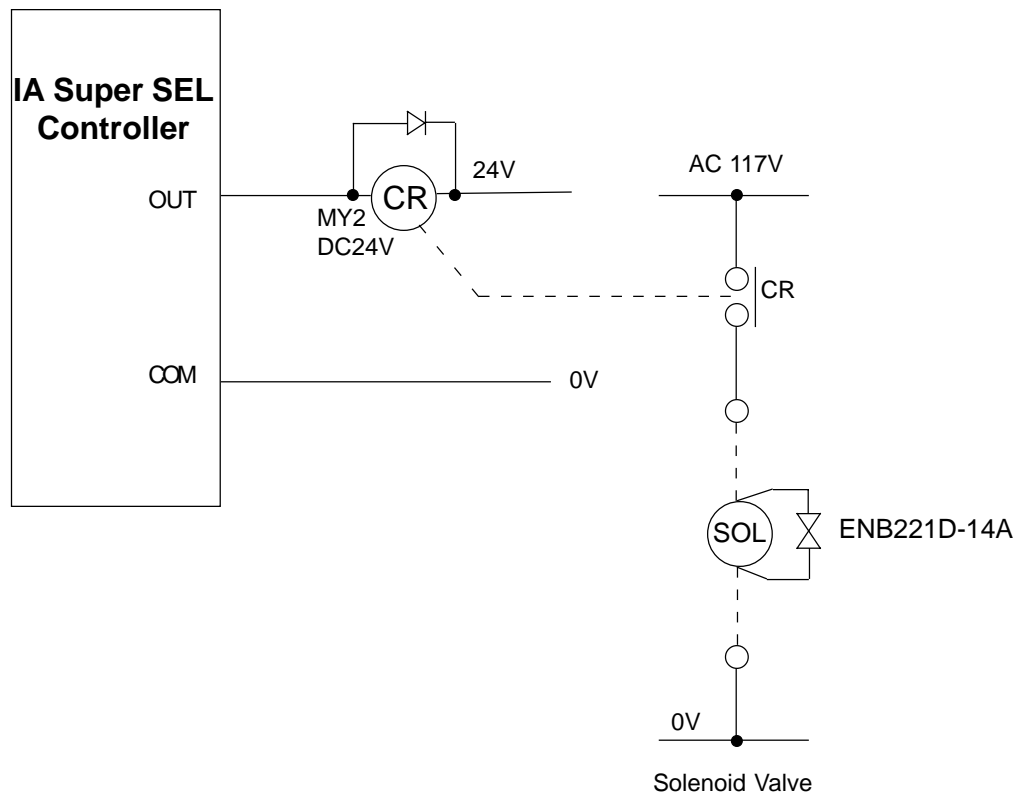 IA Super SEL
Controller
OUT
MY2
DC24V
CR
24V
AC 117V
CR
COM
0V
SOL
ENB221D-14A
0V
Solenoid Valve